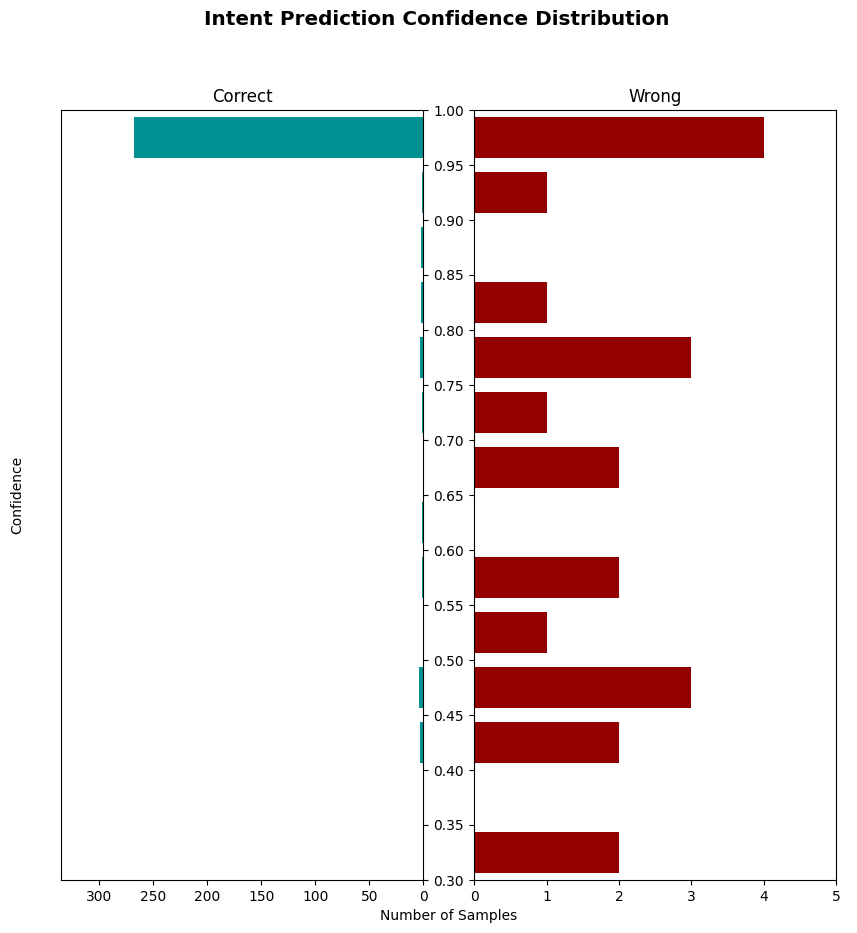 Intent Prediction Confidence Distribution
Correct
Wrong
Confidence
1.00
0.95
0.90
0.85
0.80
0.75
0.70
0.65
0.60
0.55
0.50
0.45
0.40
0.35
0.30
300 250 200 150 100 50 0
0 1 2 3 4 5
Number of Samples